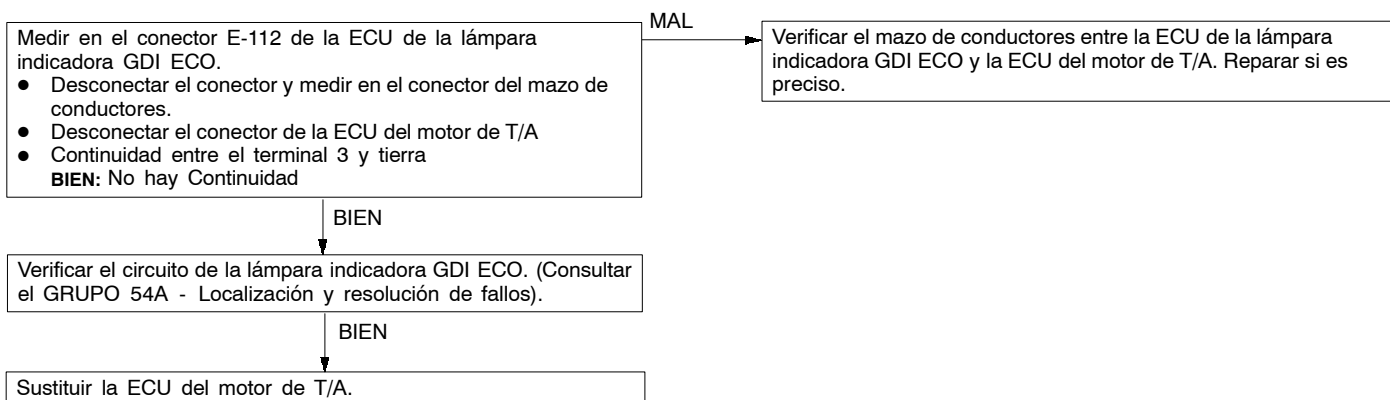 Medir en el conector E-112 de la ECU de la lámpara
indicadora GDI ECO.
● Desconectar el conector y medir en el conector del mazo de
conductores.
● Desconectar el conector de la ECU del motor de T/A
● Continuidad entre el terminal 3 y tierra
BIEN: No hay Continuidad
MAL
Verificar el mazo de conductores entre la ECU de la lámpara
indicadora GDI ECO y la ECU del motor de T/A. Reparar si es
preciso.
BIEN
Verificar el circuito de la lámpara indicadora GDI ECO. (Consultar
el GRUPO 54A - Localización y resolución de fallos).
BIEN
Sustituir la ECU del motor de T/A.